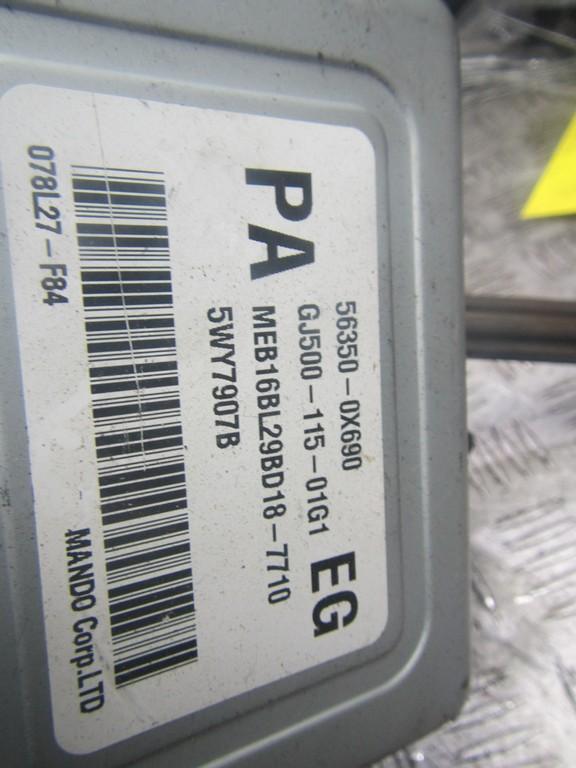 56350-0X690
GJ500-115-01G1
PA MEB16BL29BD18-7710 EG
5WY7907B
078L27-F84 MANDO Corp.LTD